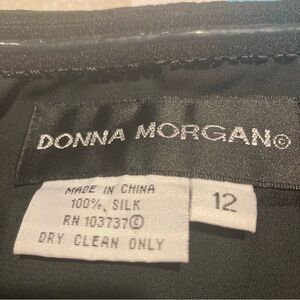 DONNA MORGAN©
MADE IN CHINA
100%, SILK
RN 103737©
DRY CLEAN ONLY
12